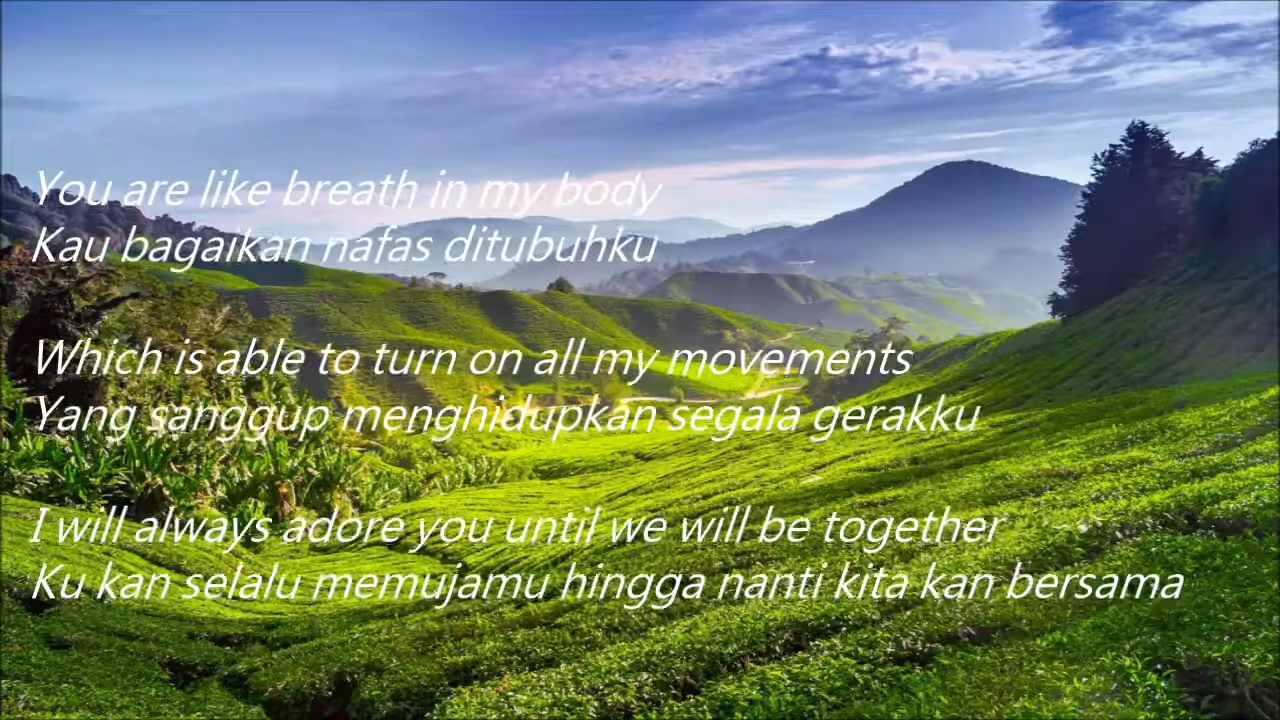 You are like breath in my body
Kau bagaikan nafas ditubuhku
Which is able to turn on all my movements
Yang sanggup menghidupkan segala gerakku
I will always adore you until we will be together
Ku kan selalu memujamu hingga nanti kita kan bersama